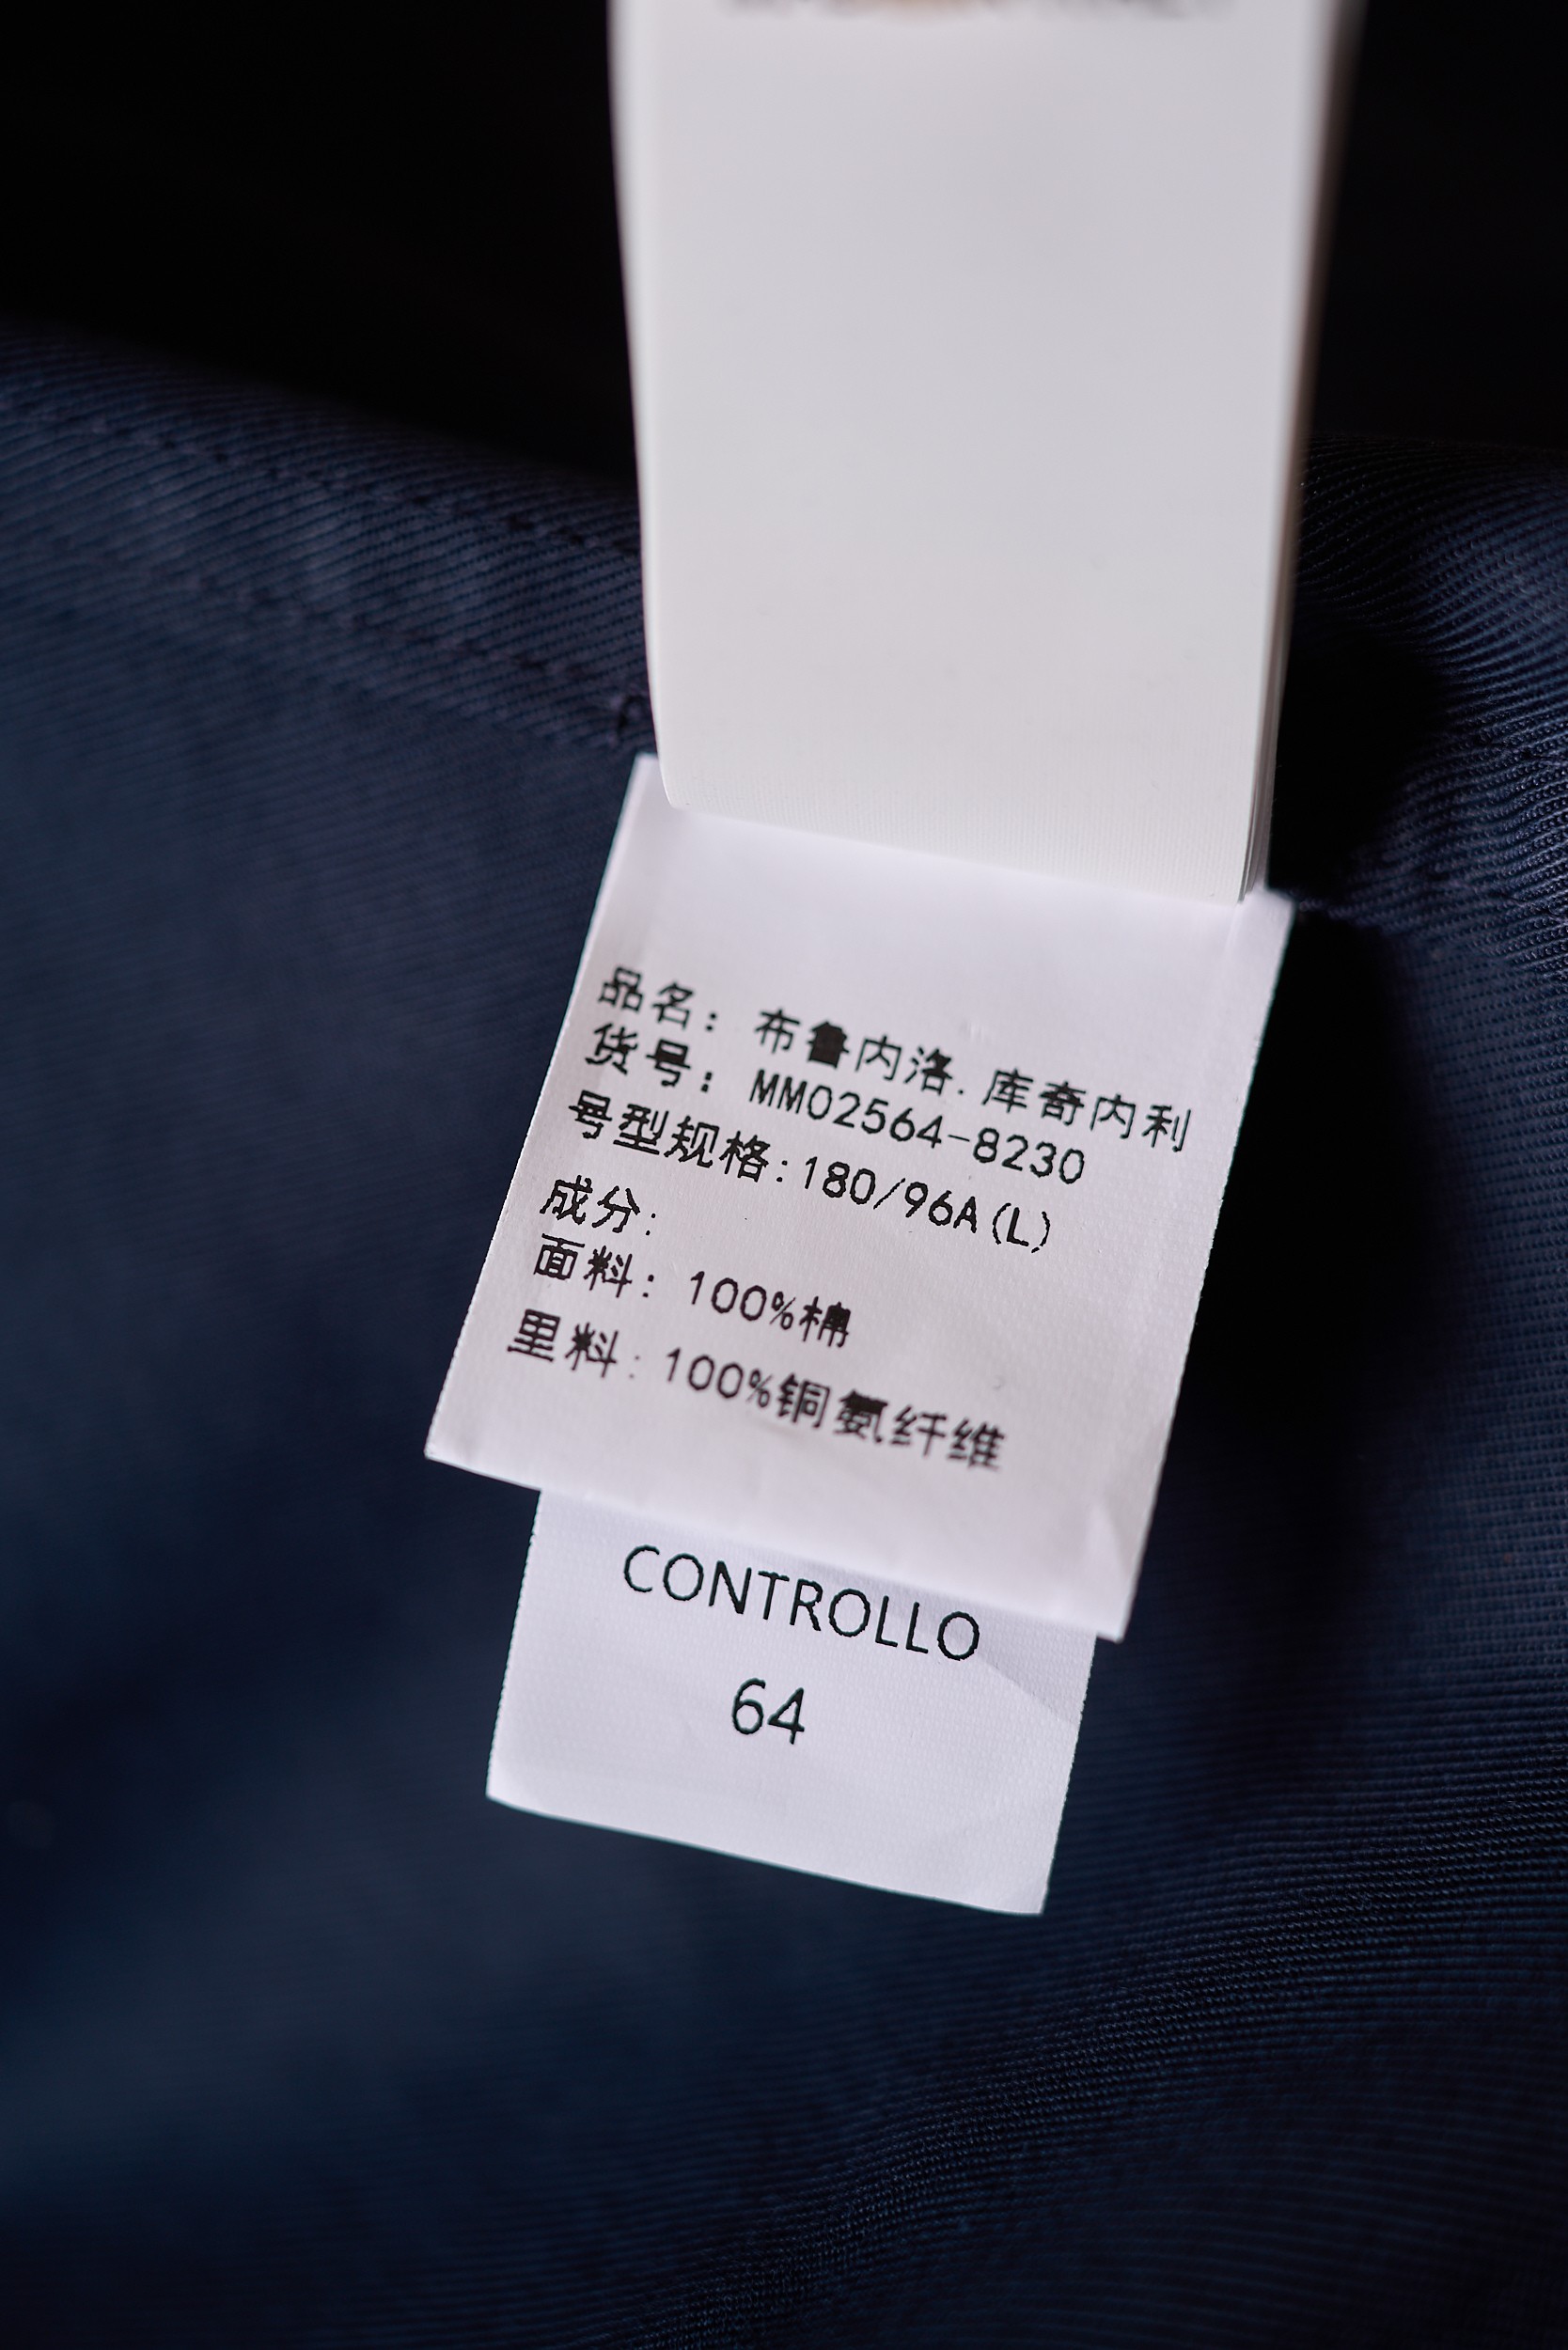 品名: 布鲁内洛.库奇内利
货号: MM02564-8230
号型规格:180/96A(L)
成分:
面料: 100%棉
里料: 100%铜氨纤维
CONTROLLO
64